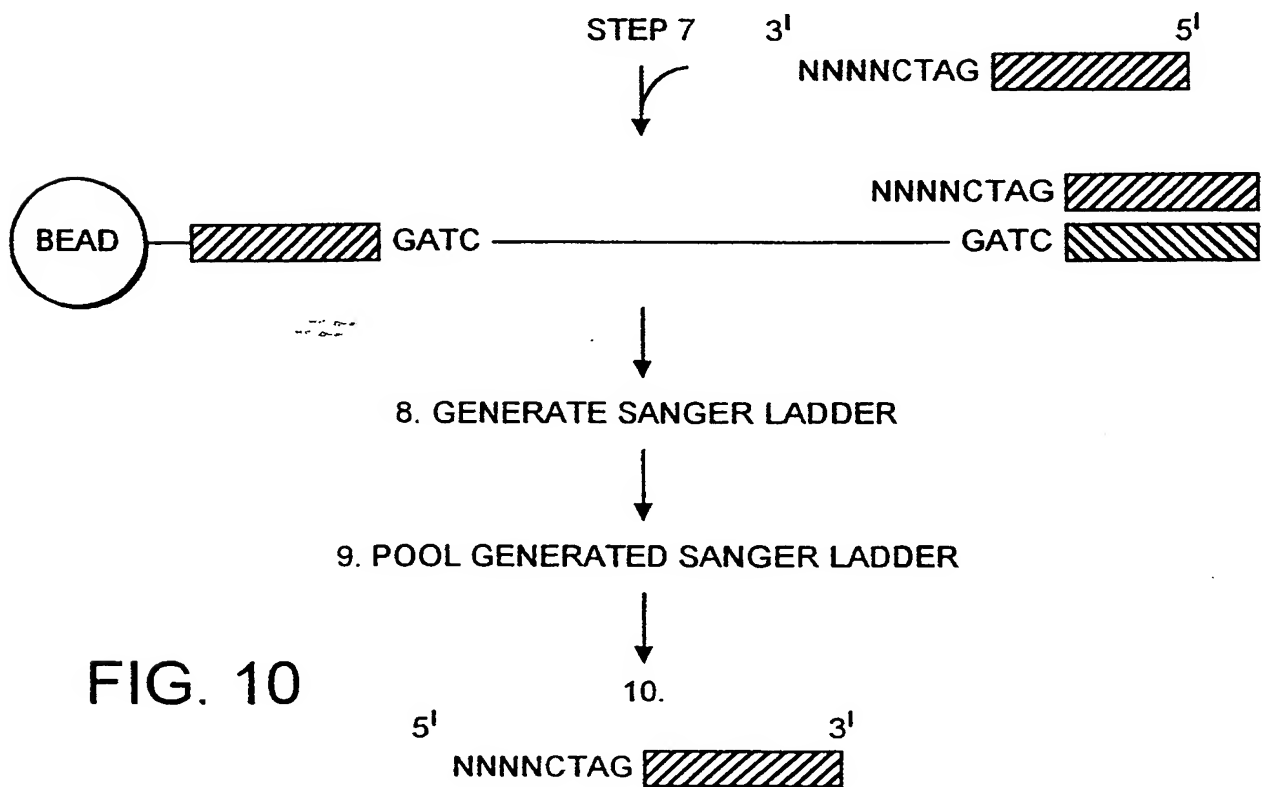 STEP 7 3' 5'
NNNNCTAG
NNNNCTAG
BEAD GATC GATC
8. GENERATE SANGER LADDER
9. POOL GENERATED SANGER LADDER
FIG. 10
10.
5' 3'
NNNNCTAG